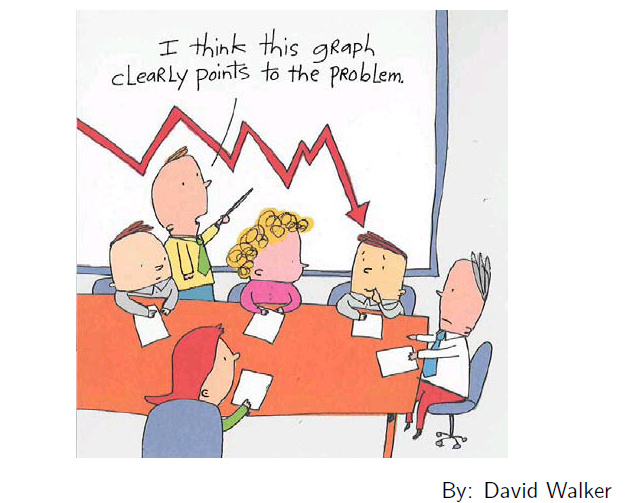 I think this graph
clearly points to the problem.
By: David Walker